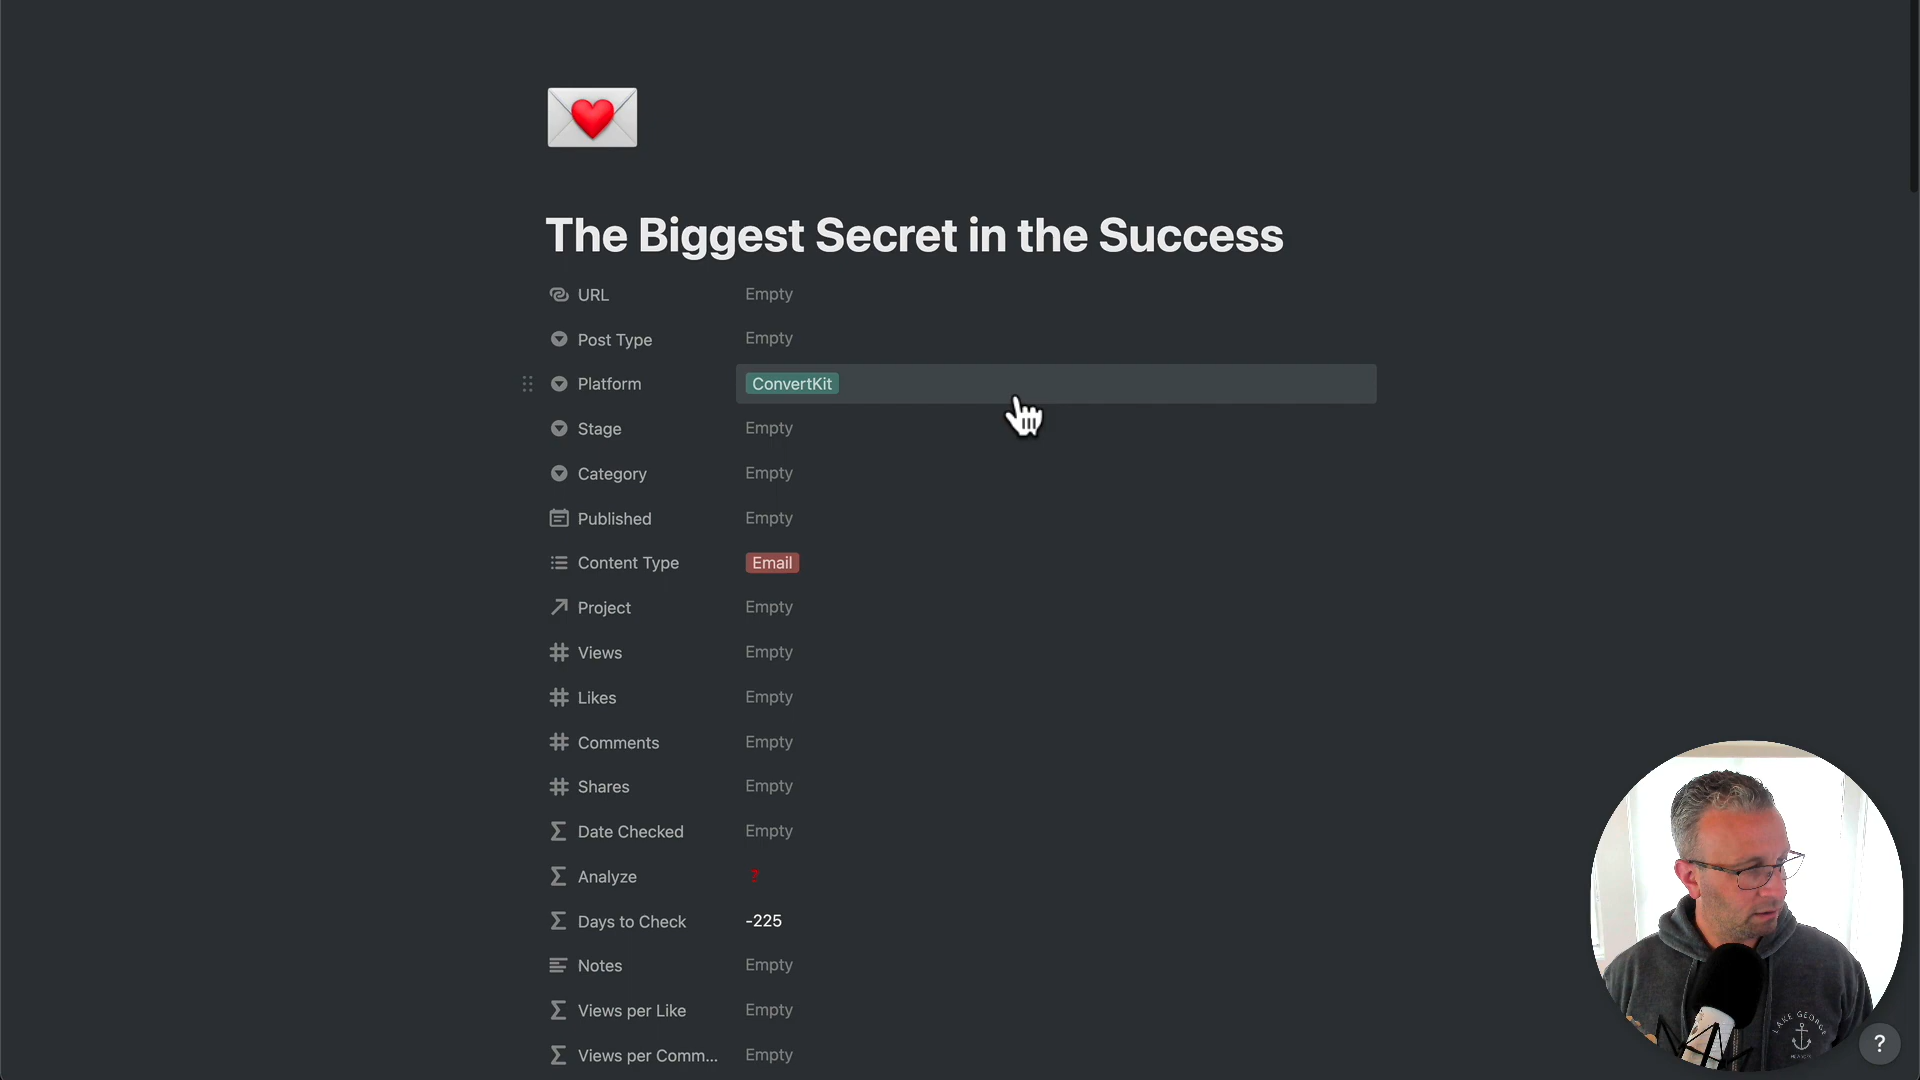 The Biggest Secret in the Success
URL Empty
Post Type Empty
Platform ConvertKit
Stage Empty
Category Empty
Published Empty
Content Type Email
Project Empty
Views Empty
Likes Empty
Comments Empty
Shares Empty
Date Checked Empty
Analyze ?
Days to Check -225
Notes Empty
Views per Like Empty
Views per Comm... Empty
LAKE GEORGE
?